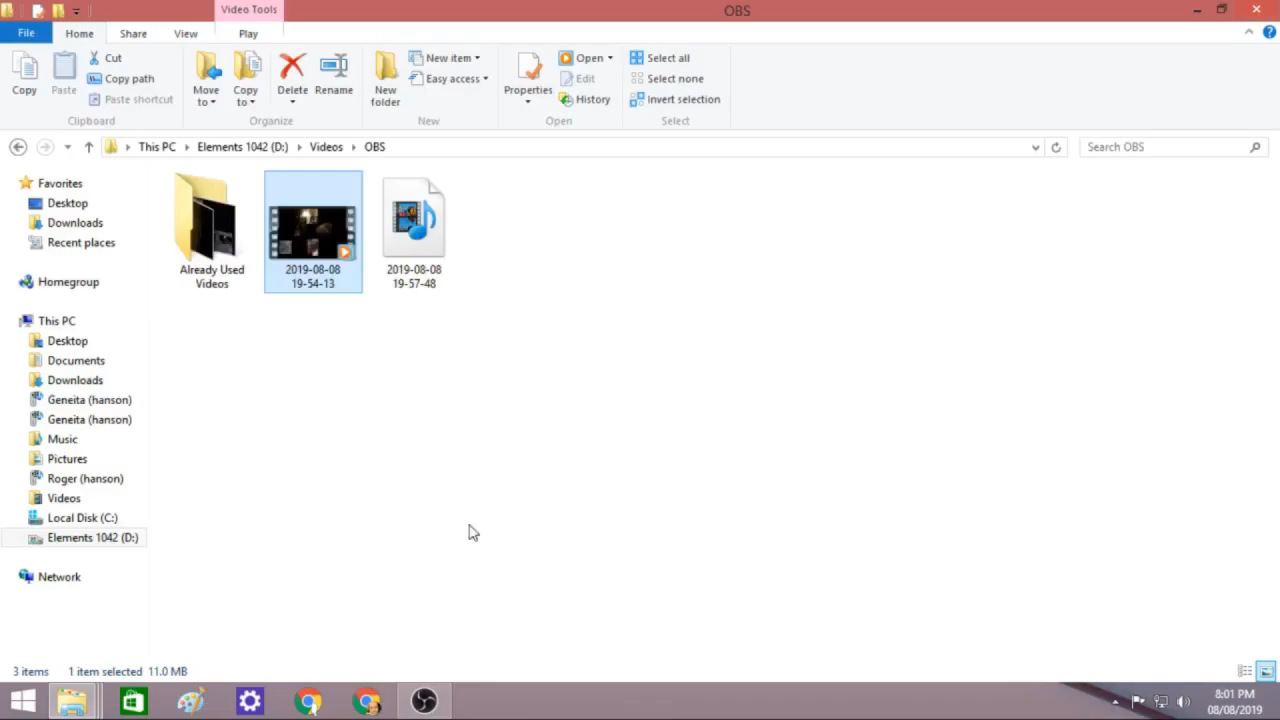 Video Tools
OBS
File
Home
Share
View
Play
Copy
Paste
Cut
Copy path
Paste shortcut
Clipboard
Move to
Copy to
Delete
Rename
Organize
New folder
New item
Easy access
New
Properties
Open
Edit
History
Open
Select all
Select none
Invert selection
Select
This PC
Elements 1042 (D:)
Videos
OBS
Search OBS
Favorites
Desktop
Downloads
Recent places
Homegroup
This PC
Desktop
Documents
Downloads
Geneita (hanson)
Geneita (hanson)
Music
Pictures
Roger (hanson)
Videos
Local Disk (C:)
Elements 1042 (D:)
Network
Already Used
Videos
2019-08-08
19-54-13
2019-08-08
19-57-48
3 items
1 item selected 11.0 MB
8:01 PM
08/08/2019